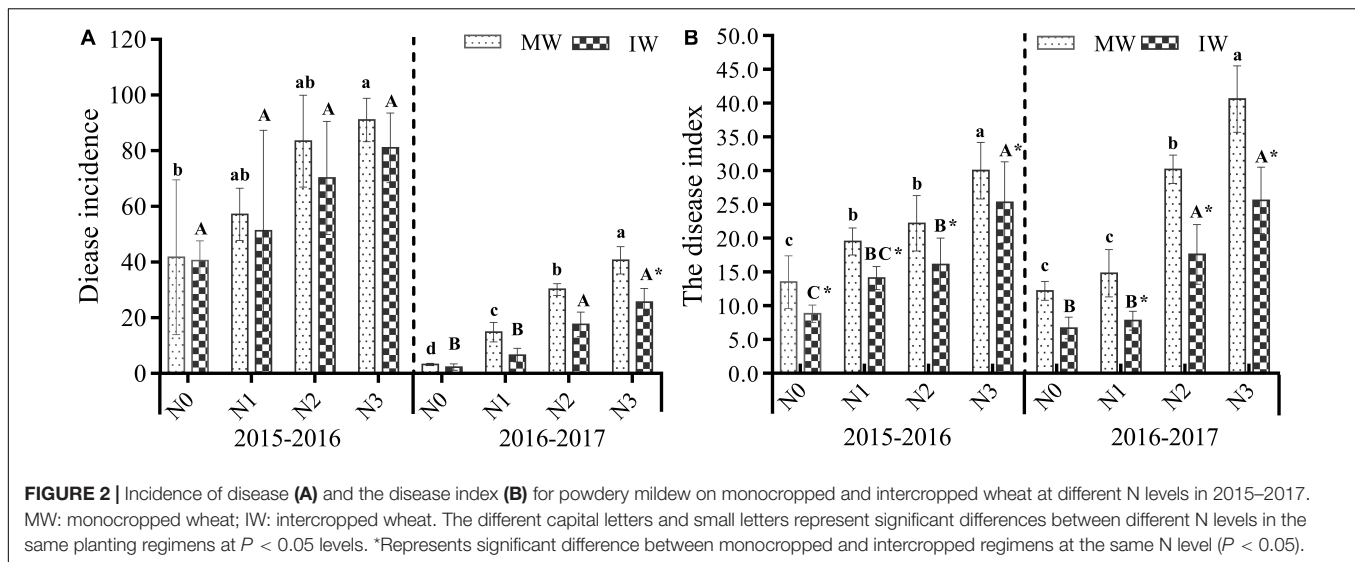 A
MW IW
Diease incidence
120
100
80
60
40
20
0
b A ab A ab A a A
d B c B b A a A*
N0 N1 N2 N3 N0 N1 N2 N3
2015-2016 2016-2017
B
MW IW
The disease index
50.0
45.0
40.0
35.0
30.0
25.0
20.0
15.0
10.0
5.0
0.0
c C* b BC* b B* a A*
c B c B* b A* a A*
N0 N1 N2 N3 N0 N1 N2 N3
2015-2016 2016-2017
FIGURE 2 | Incidence of disease (A) and the disease index (B) for powdery mildew on monocropped and intercropped wheat at different N levels in 2015–2017.
MW: monocropped wheat; IW: intercropped wheat. The different capital letters and small letters represent significant differences between different N levels in the
same planting regimens at P < 0.05 levels. *Represents significant difference between monocropped and intercropped regimens at the same N level (P < 0.05).